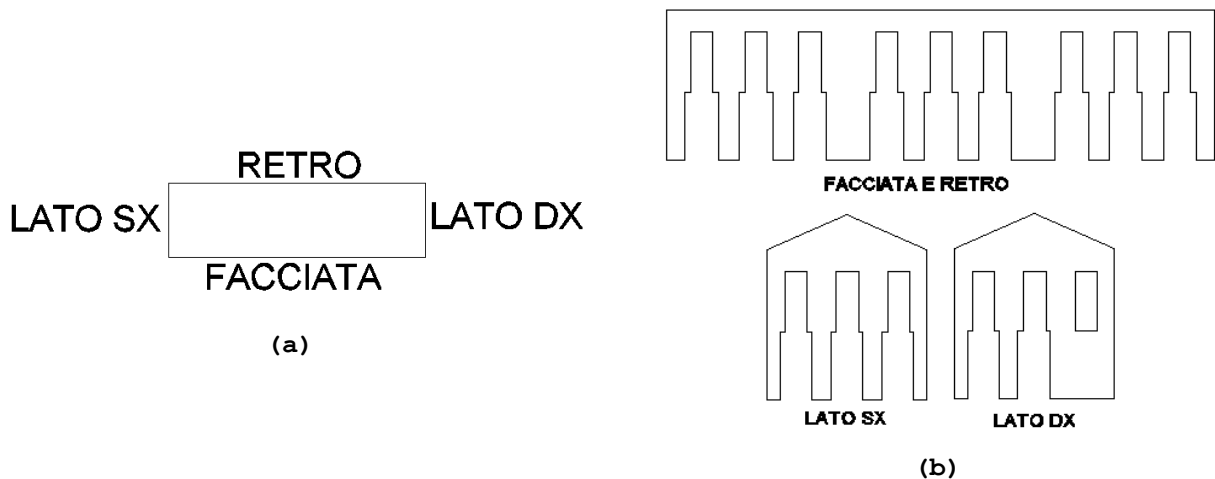 RETRO
LATO SX
LATO DX
FACCIATA
(a)
FACCIATA E RETRO
LATO SX
LATO DX
(b)